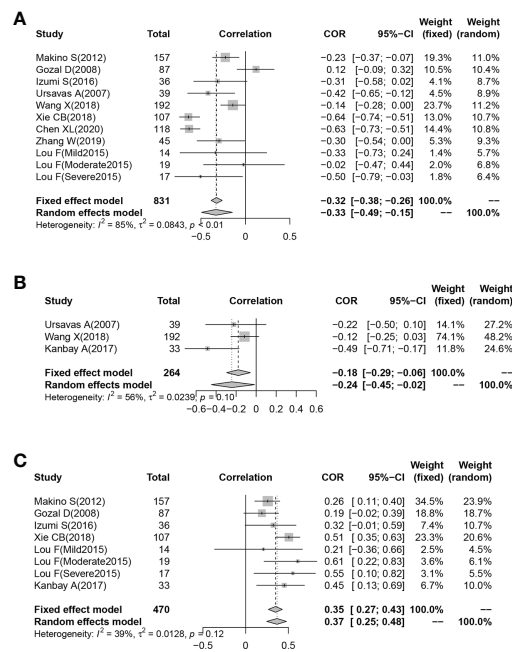 A
Weight Weight
Study Total Correlation COR 95%−CI (fixed) (random)
Makino S(2012) 157 −0.23 [−0.37; −0.07] 19.3% 11.0%
Gozal D(2008) 87 0.12 [−0.09; 0.32] 10.5% 10.4%
Izumi S(2016) 36 −0.31 [−0.58; 0.02] 4.1% 8.7%
Ursavas A(2007) 39 −0.42 [−0.65; −0.12] 4.5% 8.9%
Wang X(2018) 192 −0.14 [−0.28; 0.00] 23.7% 11.2%
Xie CB(2018) 107 −0.64 [−0.74; −0.51] 13.0% 10.7%
Chen XL(2020) 118 −0.63 [−0.73; −0.51] 14.4% 10.8%
Zhang W(2019) 45 −0.30 [−0.54; 0.00] 5.3% 9.3%
Lou F(Mild2015) 14 −0.33 [−0.73; 0.24] 1.4% 5.7%
Lou F(Moderate2015) 19 −0.02 [−0.47; 0.44] 2.0% 6.8%
Lou F(Severe2015) 17 −0.50 [−0.79; −0.03] 1.8% 6.4%
Fixed effect model 831 −0.32 [−0.38; −0.26] 100.0% −−
Random effects model −0.33 [−0.49; −0.15] −− 100.0%
Heterogeneity: I² = 85%, τ² = 0.0843, p < 0.01
−0.5 0 0.5
B
Weight Weight
Study Total Correlation COR 95%−CI (fixed) (random)
Ursavas A(2007) 39 −0.22 [−0.50; 0.10] 14.1% 27.2%
Wang X(2018) 192 −0.12 [−0.25; 0.03] 74.1% 48.2%
Kanbay A(2017) 33 −0.49 [−0.71; −0.17] 11.8% 24.6%
Fixed effect model 264 −0.18 [−0.29; −0.06] 100.0% −−
Random effects model −0.24 [−0.45; −0.02] −− 100.0%
Heterogeneity: I² = 56%, τ² = 0.0239, p = 0.10
−0.6−0.4−0.2 0 0.2 0.4 0.6
C
Weight Weight
Study Total Correlation COR 95%−CI (fixed) (random)
Makino S(2012) 157 0.26 [ 0.11; 0.40] 34.5% 23.9%
Gozal D(2008) 87 0.19 [−0.02; 0.39] 18.8% 18.7%
Izumi S(2016) 36 0.32 [−0.01; 0.59] 7.4% 10.7%
Xie CB(2018) 107 0.51 [ 0.35; 0.63] 23.3% 20.6%
Lou F(Mild2015) 14 0.21 [−0.36; 0.66] 2.5% 4.5%
Lou F(Moderate2015) 19 0.61 [ 0.22; 0.83] 3.6% 6.1%
Lou F(Severe2015) 17 0.55 [ 0.10; 0.82] 3.1% 5.5%
Kanbay A(2017) 33 0.45 [ 0.13; 0.69] 6.7% 10.0%
Fixed effect model 470 0.35 [ 0.27; 0.43] 100.0% −−
Random effects model 0.37 [ 0.25; 0.48] −− 100.0%
Heterogeneity: I² = 39%, τ² = 0.0128, p = 0.12
−0.5 0 0.5